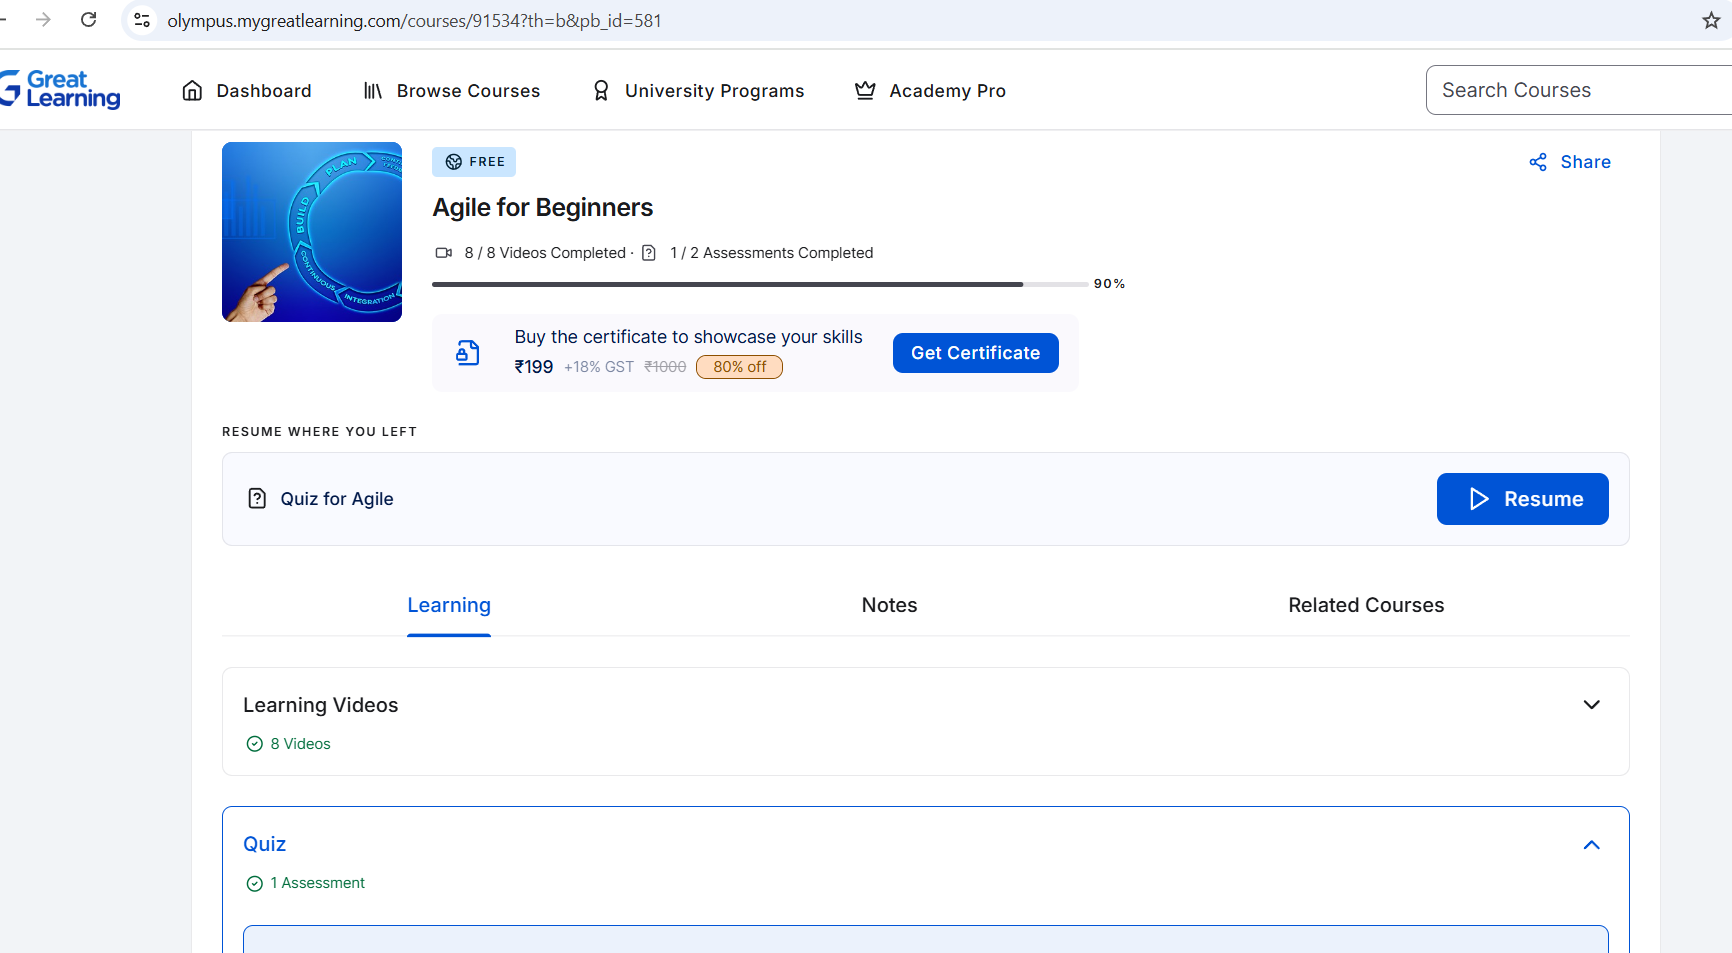 olympus.mygreatlearning.com/courses/91534?th=b&pb_id=581
Great
Learning
Dashboard
Browse Courses
University Programs
Academy Pro
Search Courses
PLAN
BUILD
CONTINUOUS
INTEGRATION
FREE
Share
Agile for Beginners
8 / 8 Videos Completed · 1 / 2 Assessments Completed
90%
Buy the certificate to showcase your skills
₹199 +18% GST ₹1000 80% off
Get Certificate
RESUME WHERE YOU LEFT
Quiz for Agile
Resume
Learning
Notes
Related Courses
Learning Videos
8 Videos
Quiz
1 Assessment